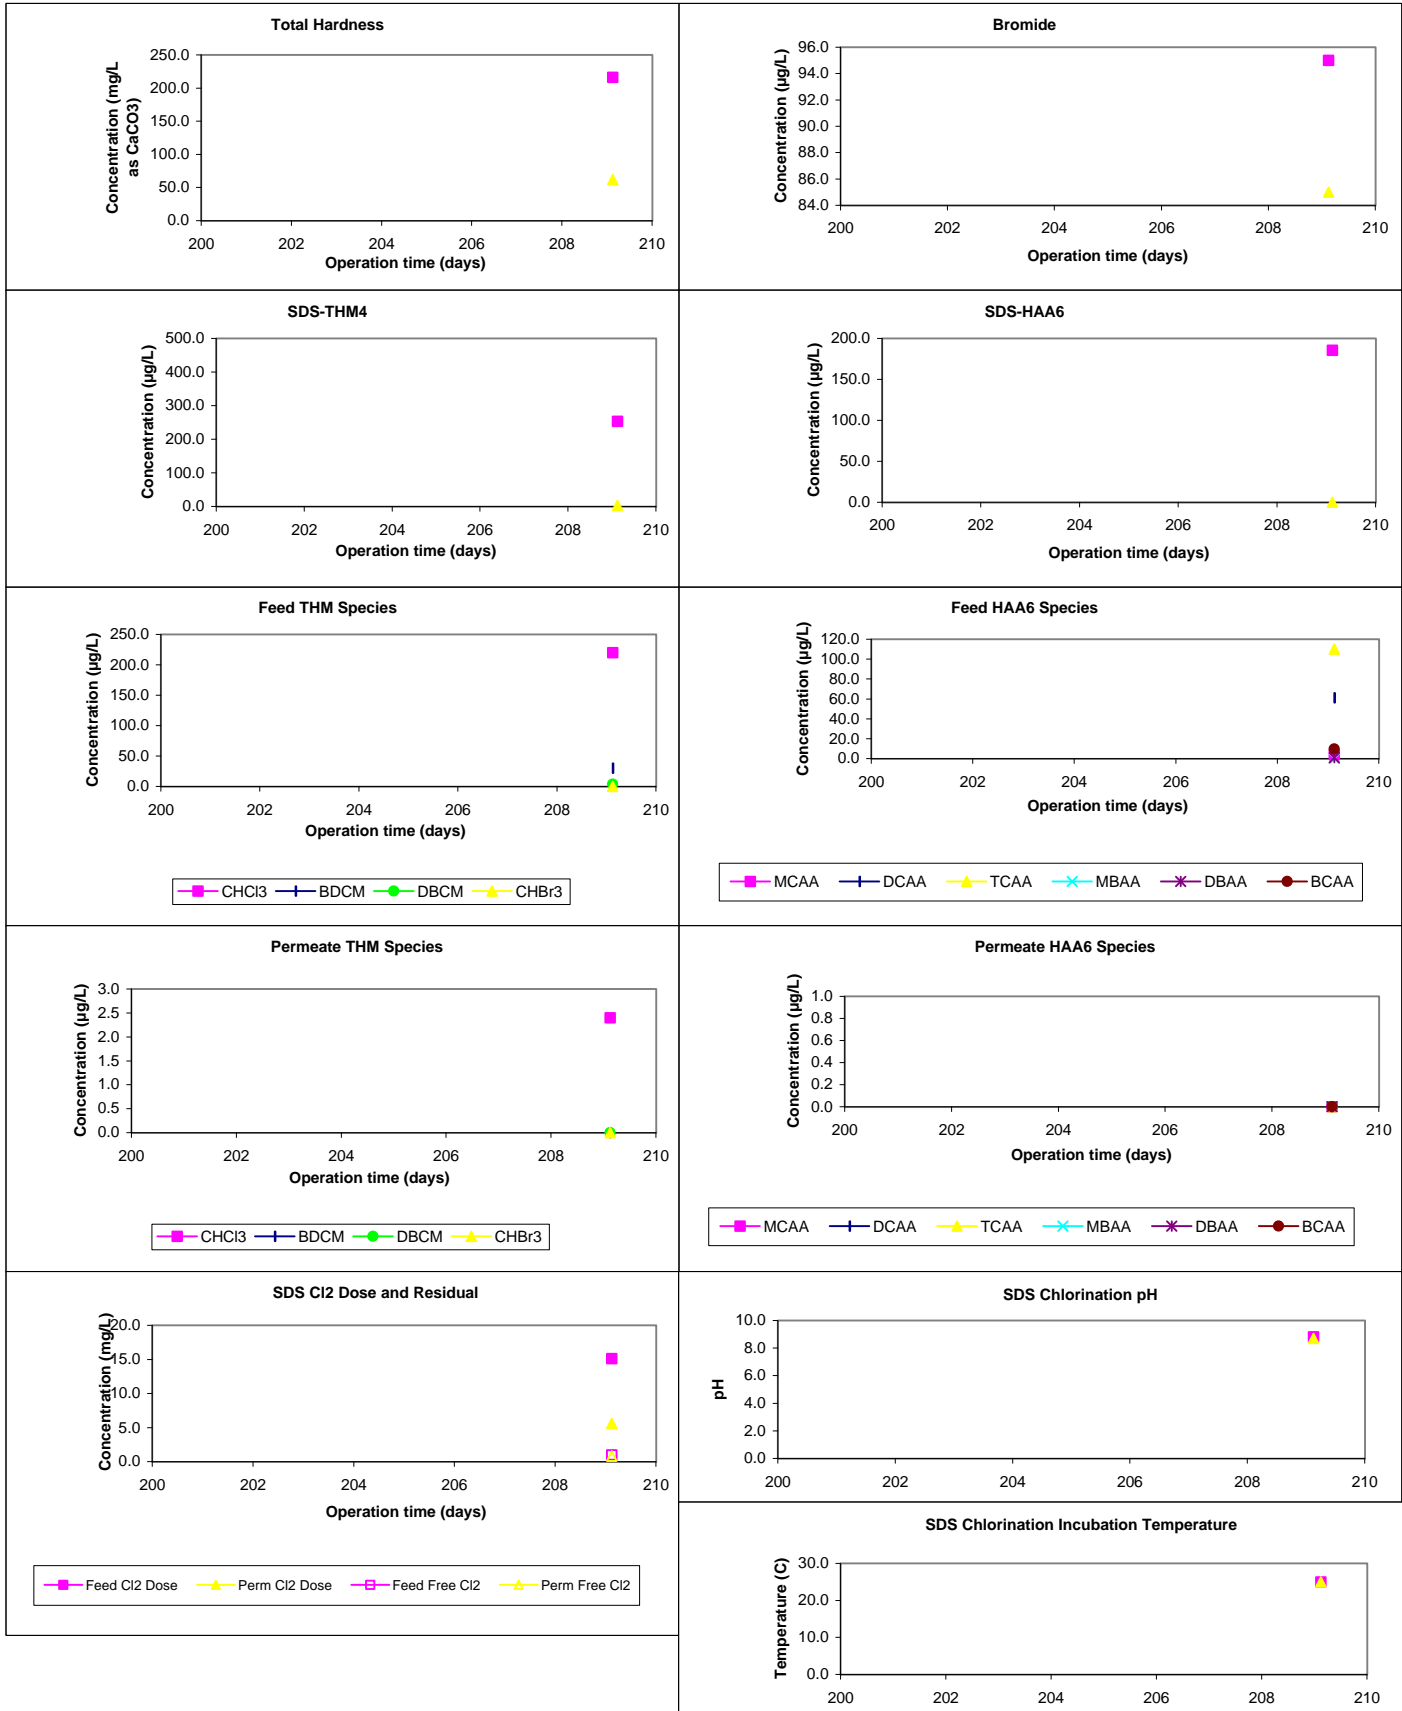 Total Hardness
Concentration (mg/L
as CaCO3)
250.0
200.0
150.0
100.0
50.0
0.0
200 202 204 206 208 210
Operation time (days)
Bromide
Concentration (µg/L)
96.0
94.0
92.0
90.0
88.0
86.0
84.0
200 202 204 206 208 210
Operation time (days)
SDS-THM4
Concentration (µg/L)
500.0
400.0
300.0
200.0
100.0
0.0
200 202 204 206 208 210
Operation time (days)
SDS-HAA6
Concentration (µg/L)
200.0
150.0
100.0
50.0
0.0
200 202 204 206 208 210
Operation time (days)
Feed THM Species
Concentration (µg/L)
250.0
200.0
150.0
100.0
50.0
0.0
200 202 204 206 208 210
Operation time (days)
CHCl3 BDCM DBCM CHBr3
Feed HAA6 Species
Concentration (µg/L)
120.0
100.0
80.0
60.0
40.0
20.0
0.0
200 202 204 206 208 210
Operation time (days)
MCAA DCAA TCAA MBAA DBAA BCAA
Permeate THM Species
Concentration (µg/L)
3.0
2.5
2.0
1.5
1.0
0.5
0.0
200 202 204 206 208 210
Operation time (days)
CHCl3 BDCM DBCM CHBr3
Permeate HAA6 Species
Concentration (µg/L)
1.0
0.8
0.6
0.4
0.2
0.0
200 202 204 206 208 210
Operation time (days)
MCAA DCAA TCAA MBAA DBAA BCAA
SDS Cl2 Dose and Residual
Concentration (mg/L)
20.0
15.0
10.0
5.0
0.0
200 202 204 206 208 210
Operation time (days)
Feed Cl2 Dose Perm Cl2 Dose Feed Free Cl2 Perm Free Cl2
SDS Chlorination pH
pH
10.0
8.0
6.0
4.0
2.0
0.0
200 202 204 206 208 210
SDS Chlorination Incubation Temperature
Temperature (C)
30.0
20.0
10.0
0.0
200 202 204 206 208 210